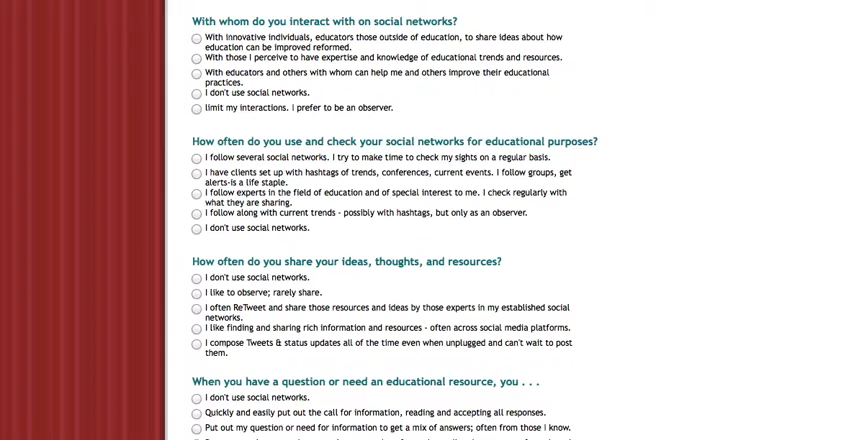 With whom do you interact with on social networks?
With innovative individuals, educators those outside of education, to share ideas about how
education can be improved reformed.
With those I perceive to have expertise and knowledge of educational trends and resources.
With educators and others with whom can help me and others improve their educational
practices.
I don't use social networks.
limit my interactions. I prefer to be an observer.
How often do you use and check your social networks for educational purposes?
I follow several social networks. I try to make time to check my sights on a regular basis.
I have clients set up with hashtags of trends, conferences, current events. I follow groups, get
alerts-is a life staple.
I follow experts in the field of education and of special interest to me. I check regularly with
what they are sharing.
I follow along with current trends - possibly with hashtags, but only as an observer.
I don't use social networks.
How often do you share your ideas, thoughts, and resources?
I don't use social networks.
I like to observe; rarely share.
I often ReTweet and share those resources and ideas by those experts in my established social
networks.
I like finding and sharing rich information and resources - often across social media platforms.
I compose Tweets & status updates all of the time even when unplugged and can't wait to post
them.
When you have a question or need an educational resource, you . . .
I don't use social networks.
Quickly and easily put out the call for information, reading and accepting all responses.
Put out my question or need for information to get a mix of answers; often from those I know.